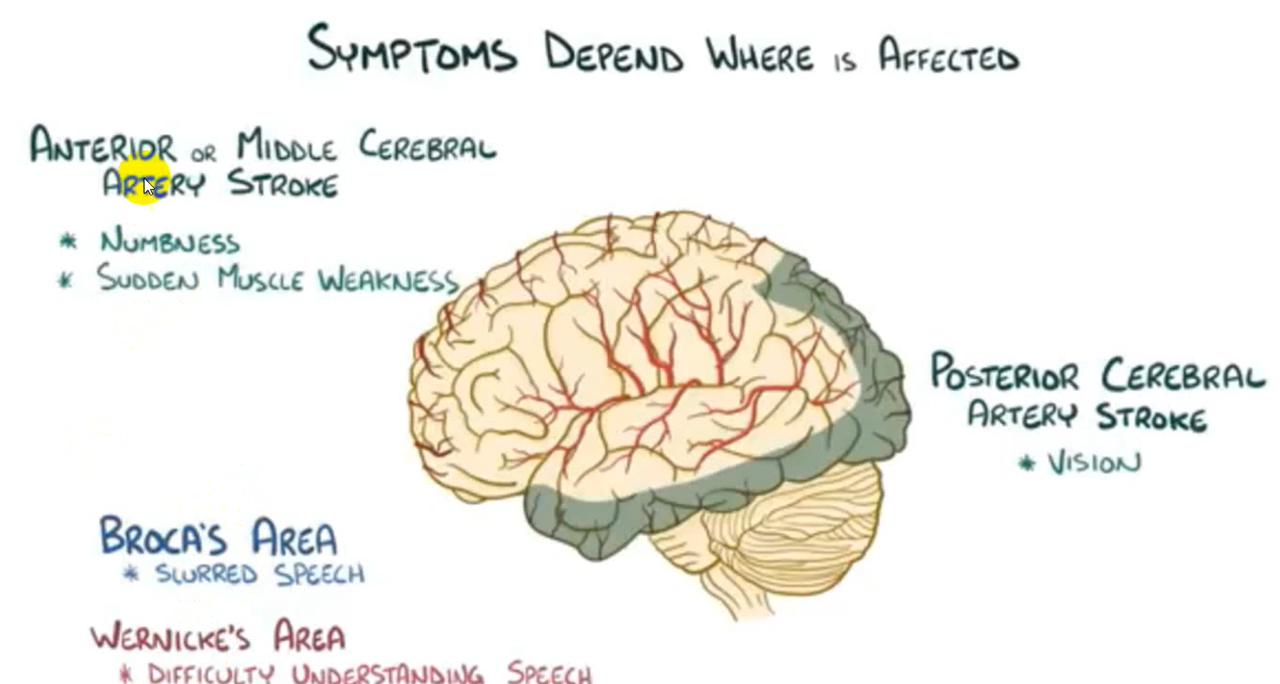 SYMPTOMS DEPEND WHERE IS AFFECTED
ANTERIOR OR MIDDLE CEREBRAL
ARTERY STROKE
* NUMBNESS
* SUDDEN MUSCLE WEAKNESS
POSTERIOR CEREBRAL
ARTERY STROKE
* VISION
BROCA'S AREA
* SLURRED SPEECH
WERNICKE'S AREA
* DIFFICULTY UNDERSTANDING SPEECH